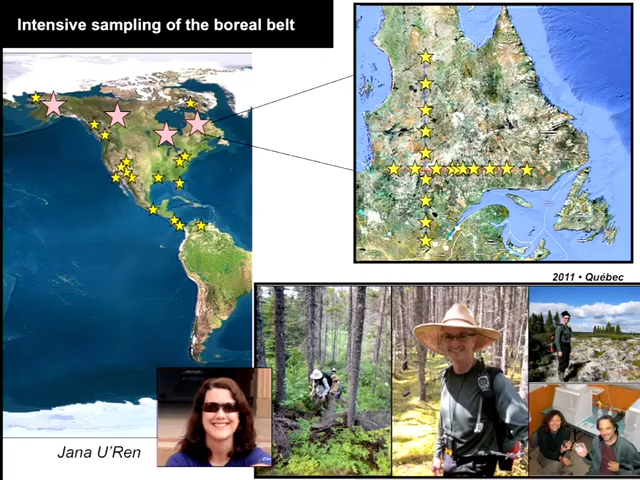 Intensive sampling of the boreal belt
2011 • Québec
Jana U'Ren